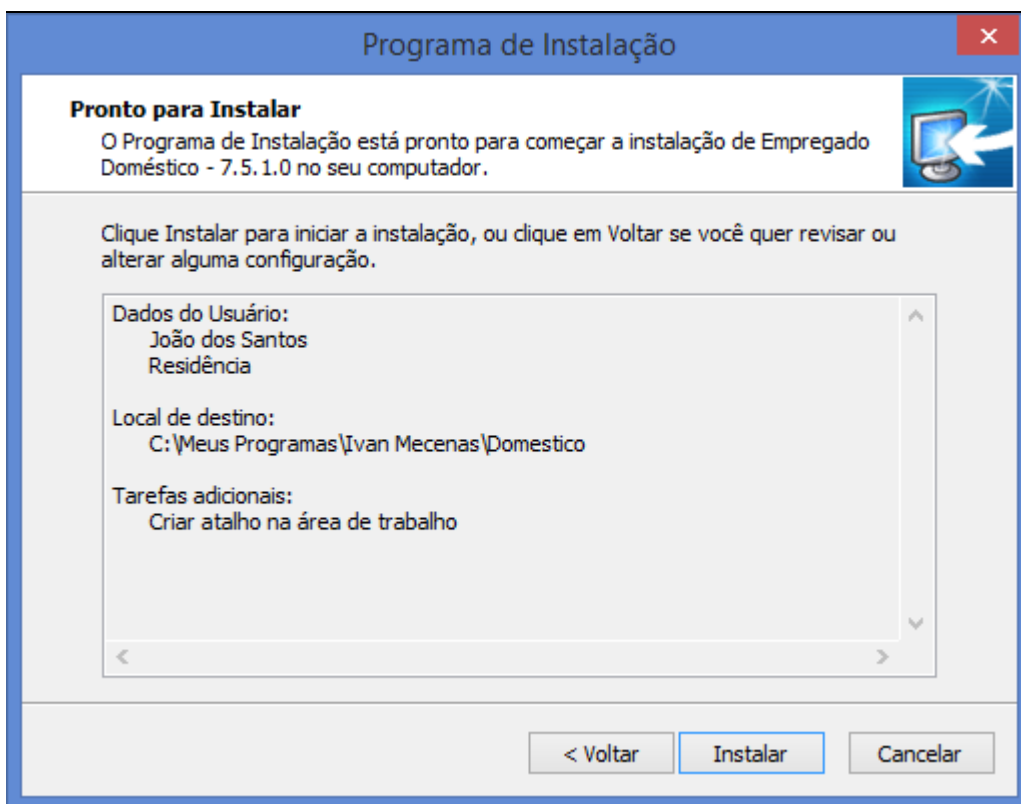 Programa de Instalação
Pronto para Instalar
O Programa de Instalação está pronto para começar a instalação de Empregado
Doméstico - 7.5.1.0 no seu computador.
Clique Instalar para iniciar a instalação, ou clique em Voltar se você quer revisar ou
alterar alguma configuração.
Dados do Usuário:
João dos Santos
Residência
Local de destino:
C:\Meus Programas\Ivan Mecenas\Domestico
Tarefas adicionais:
Criar atalho na área de trabalho
< Voltar
Instalar
Cancelar